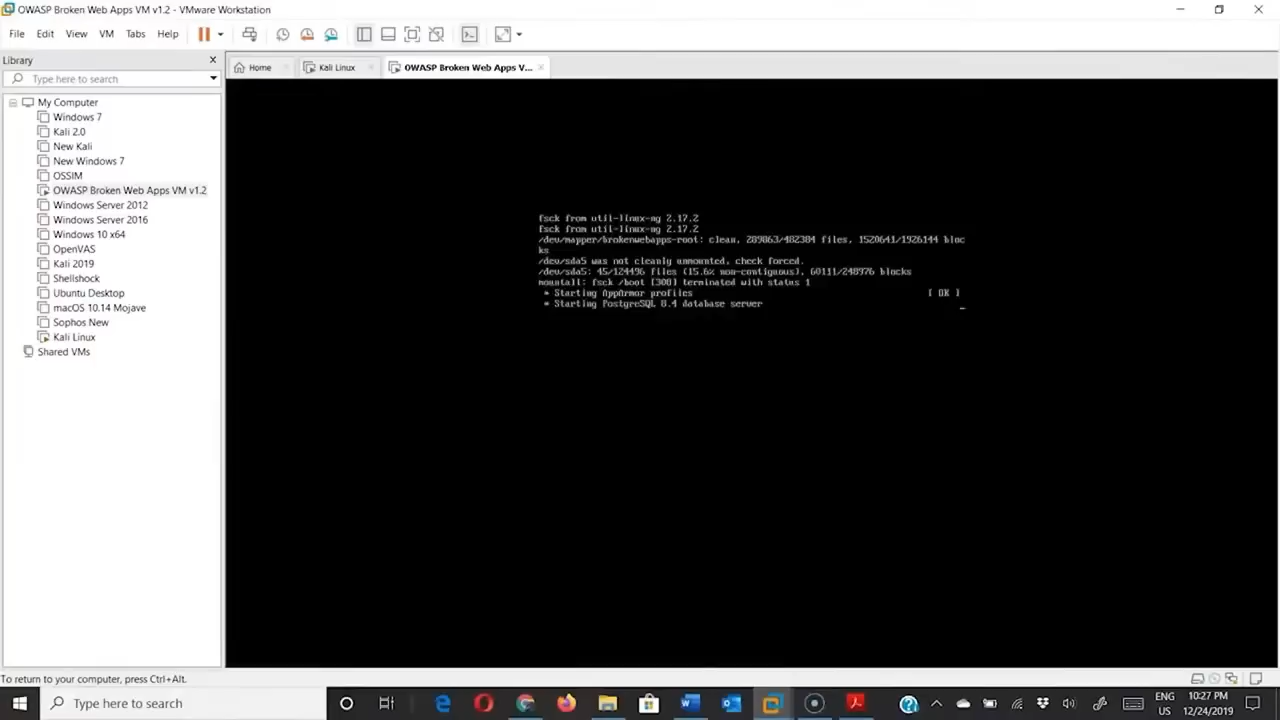 OWASP Broken Web Apps VM v1.2 - VMware Workstation
File Edit View VM Tabs Help
Library
Type here to search
Home
Kali Linux
OWASP Broken Web Apps V...
My Computer
Windows 7
Kali 2.0
New Kali
New Windows 7
OSSIM
OWASP Broken Web Apps VM v1.2
Windows Server 2012
Windows Server 2016
Windows 10 x64
OpenVAS
Kali 2019
Shellshock
Ubuntu Desktop
macOS 10.14 Mojave
Sophos New
Kali Linux
Shared VMs
fsck from util-linux-ng 2.17.2
fsck from util-linux-ng 2.17.2
/dev/mapper/brokenwebapps-root: clean, 289863/482384 files, 1520641/1926144 bloc
ks
/dev/sda5 was not cleanly unmounted, check forced.
/dev/sda5: 45/124496 files (15.6% non-contiguous), 60111/248976 blocks
mountall: fsck /boot [308] terminated with status 1
* Starting AppArmor profiles [ OK ]
* Starting PostgreSQL 8.4 database server
To return to your computer, press Ctrl+Alt.
Type here to search
ENG
US
10:27 PM
12/24/2019